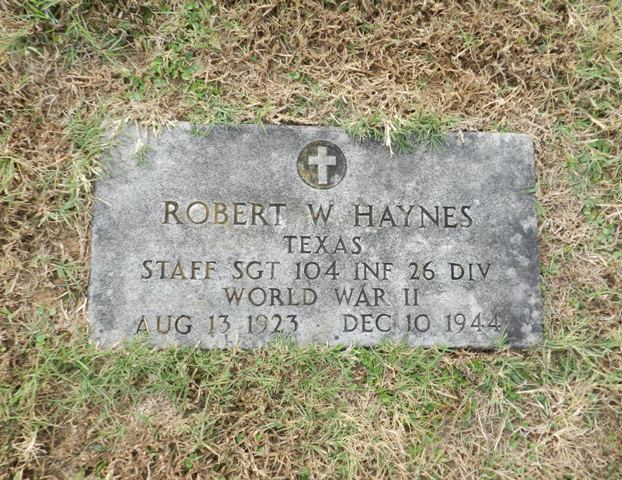 ROBERT W HAYNES
TEXAS
STAFF SGT 104 INF 26 DIV
WORLD WAR II
AUG 13 1923 DEC 10 1944